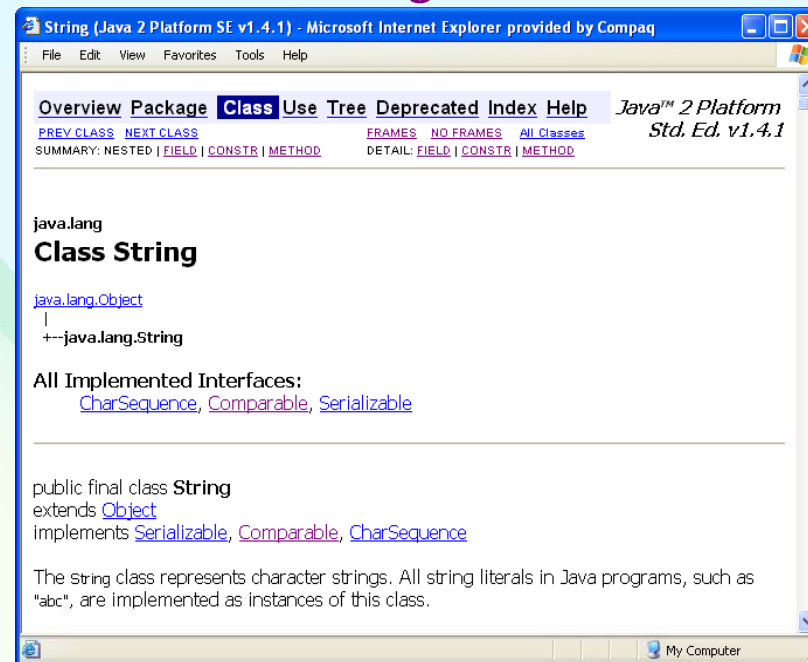 String (Java 2 Platform SE v1.4.1) - Microsoft Internet Explorer provided by Compaq
File Edit View Favorites Tools Help
Overview Package Class Use Tree Deprecated Index Help
Java™ 2 Platform
Std. Ed. v1.4.1
PREV CLASS NEXT CLASS FRAMES NO FRAMES All Classes
SUMMARY: NESTED | FIELD | CONSTR | METHOD DETAIL: FIELD | CONSTR | METHOD
java.lang
Class String
java.lang.Object
|
+--java.lang.String
All Implemented Interfaces:
CharSequence, Comparable, Serializable
public final class String
extends Object
implements Serializable, Comparable, CharSequence
The String class represents character strings. All string literals in Java programs, such as
"abc", are implemented as instances of this class.
My Computer